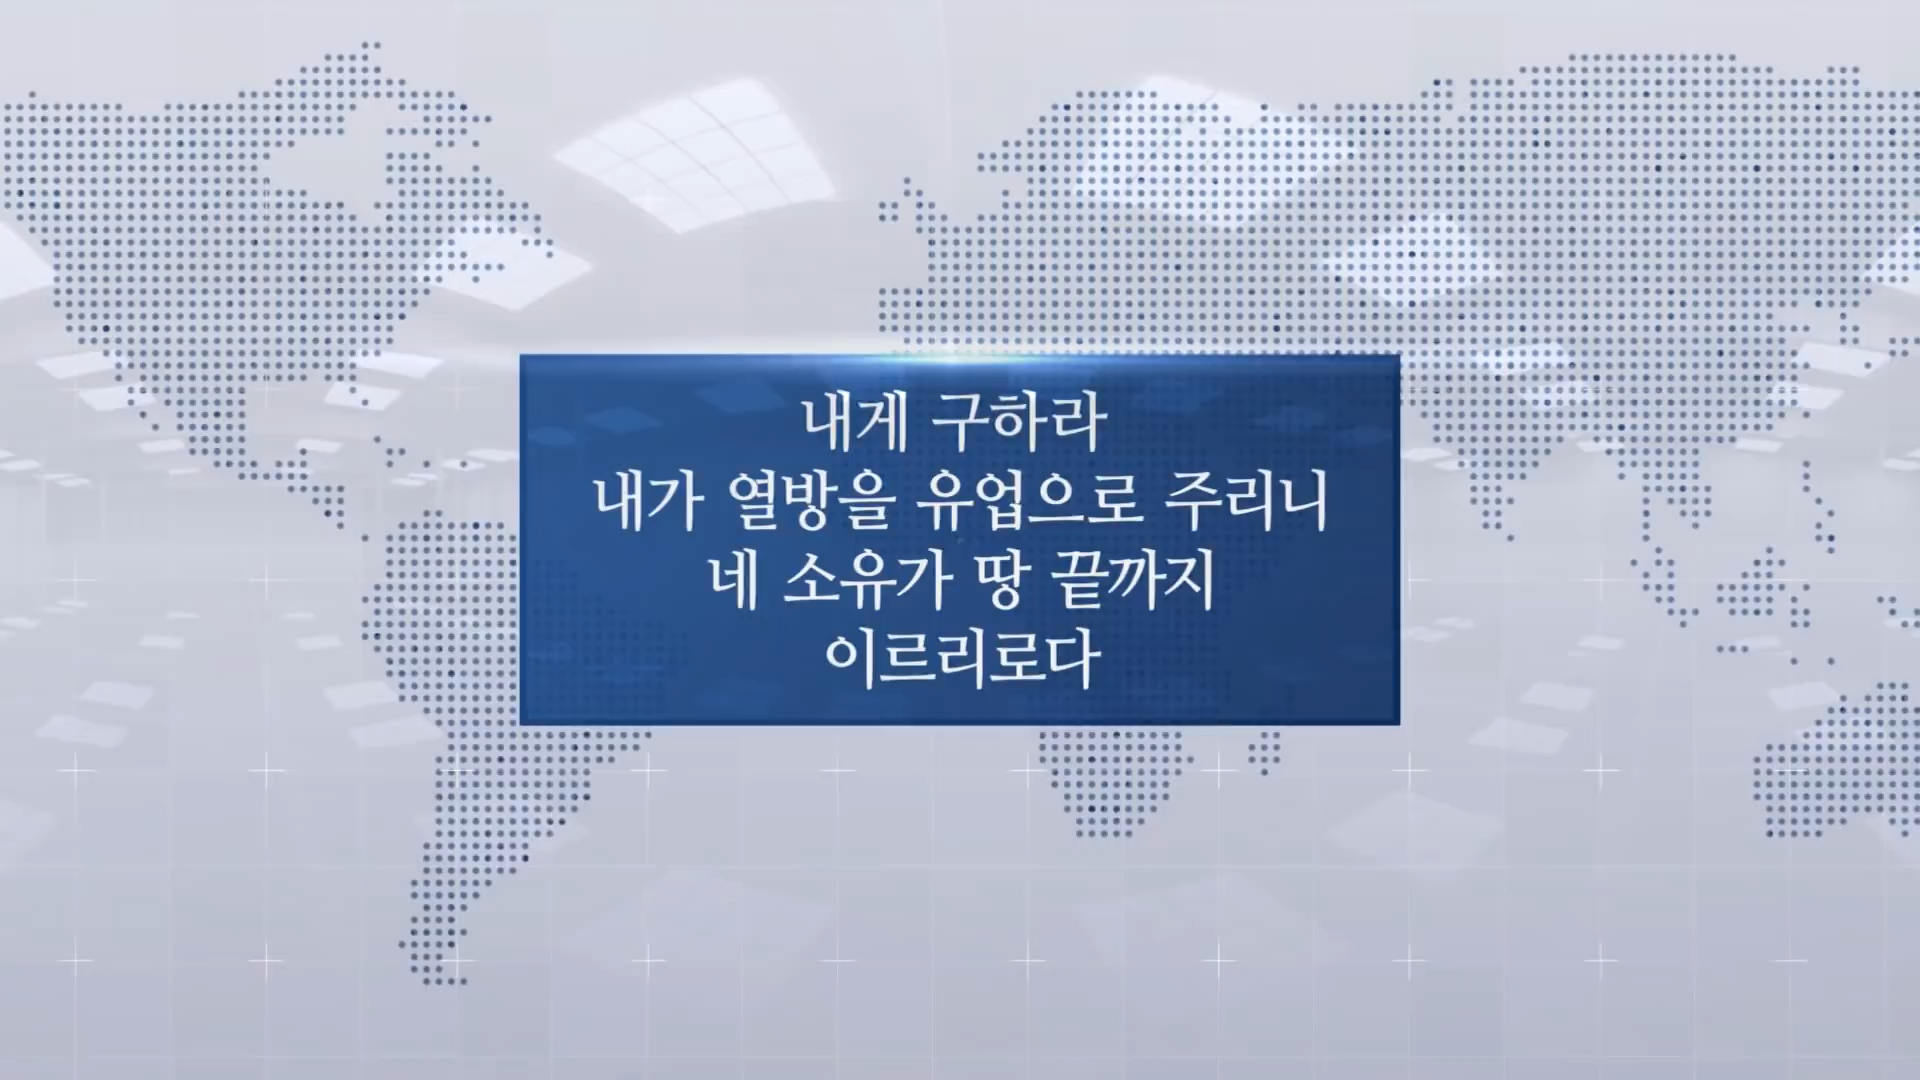 내게 구하라
내가 열방을 유업으로 주리니
네 소유가 땅 끝까지
이르리로다